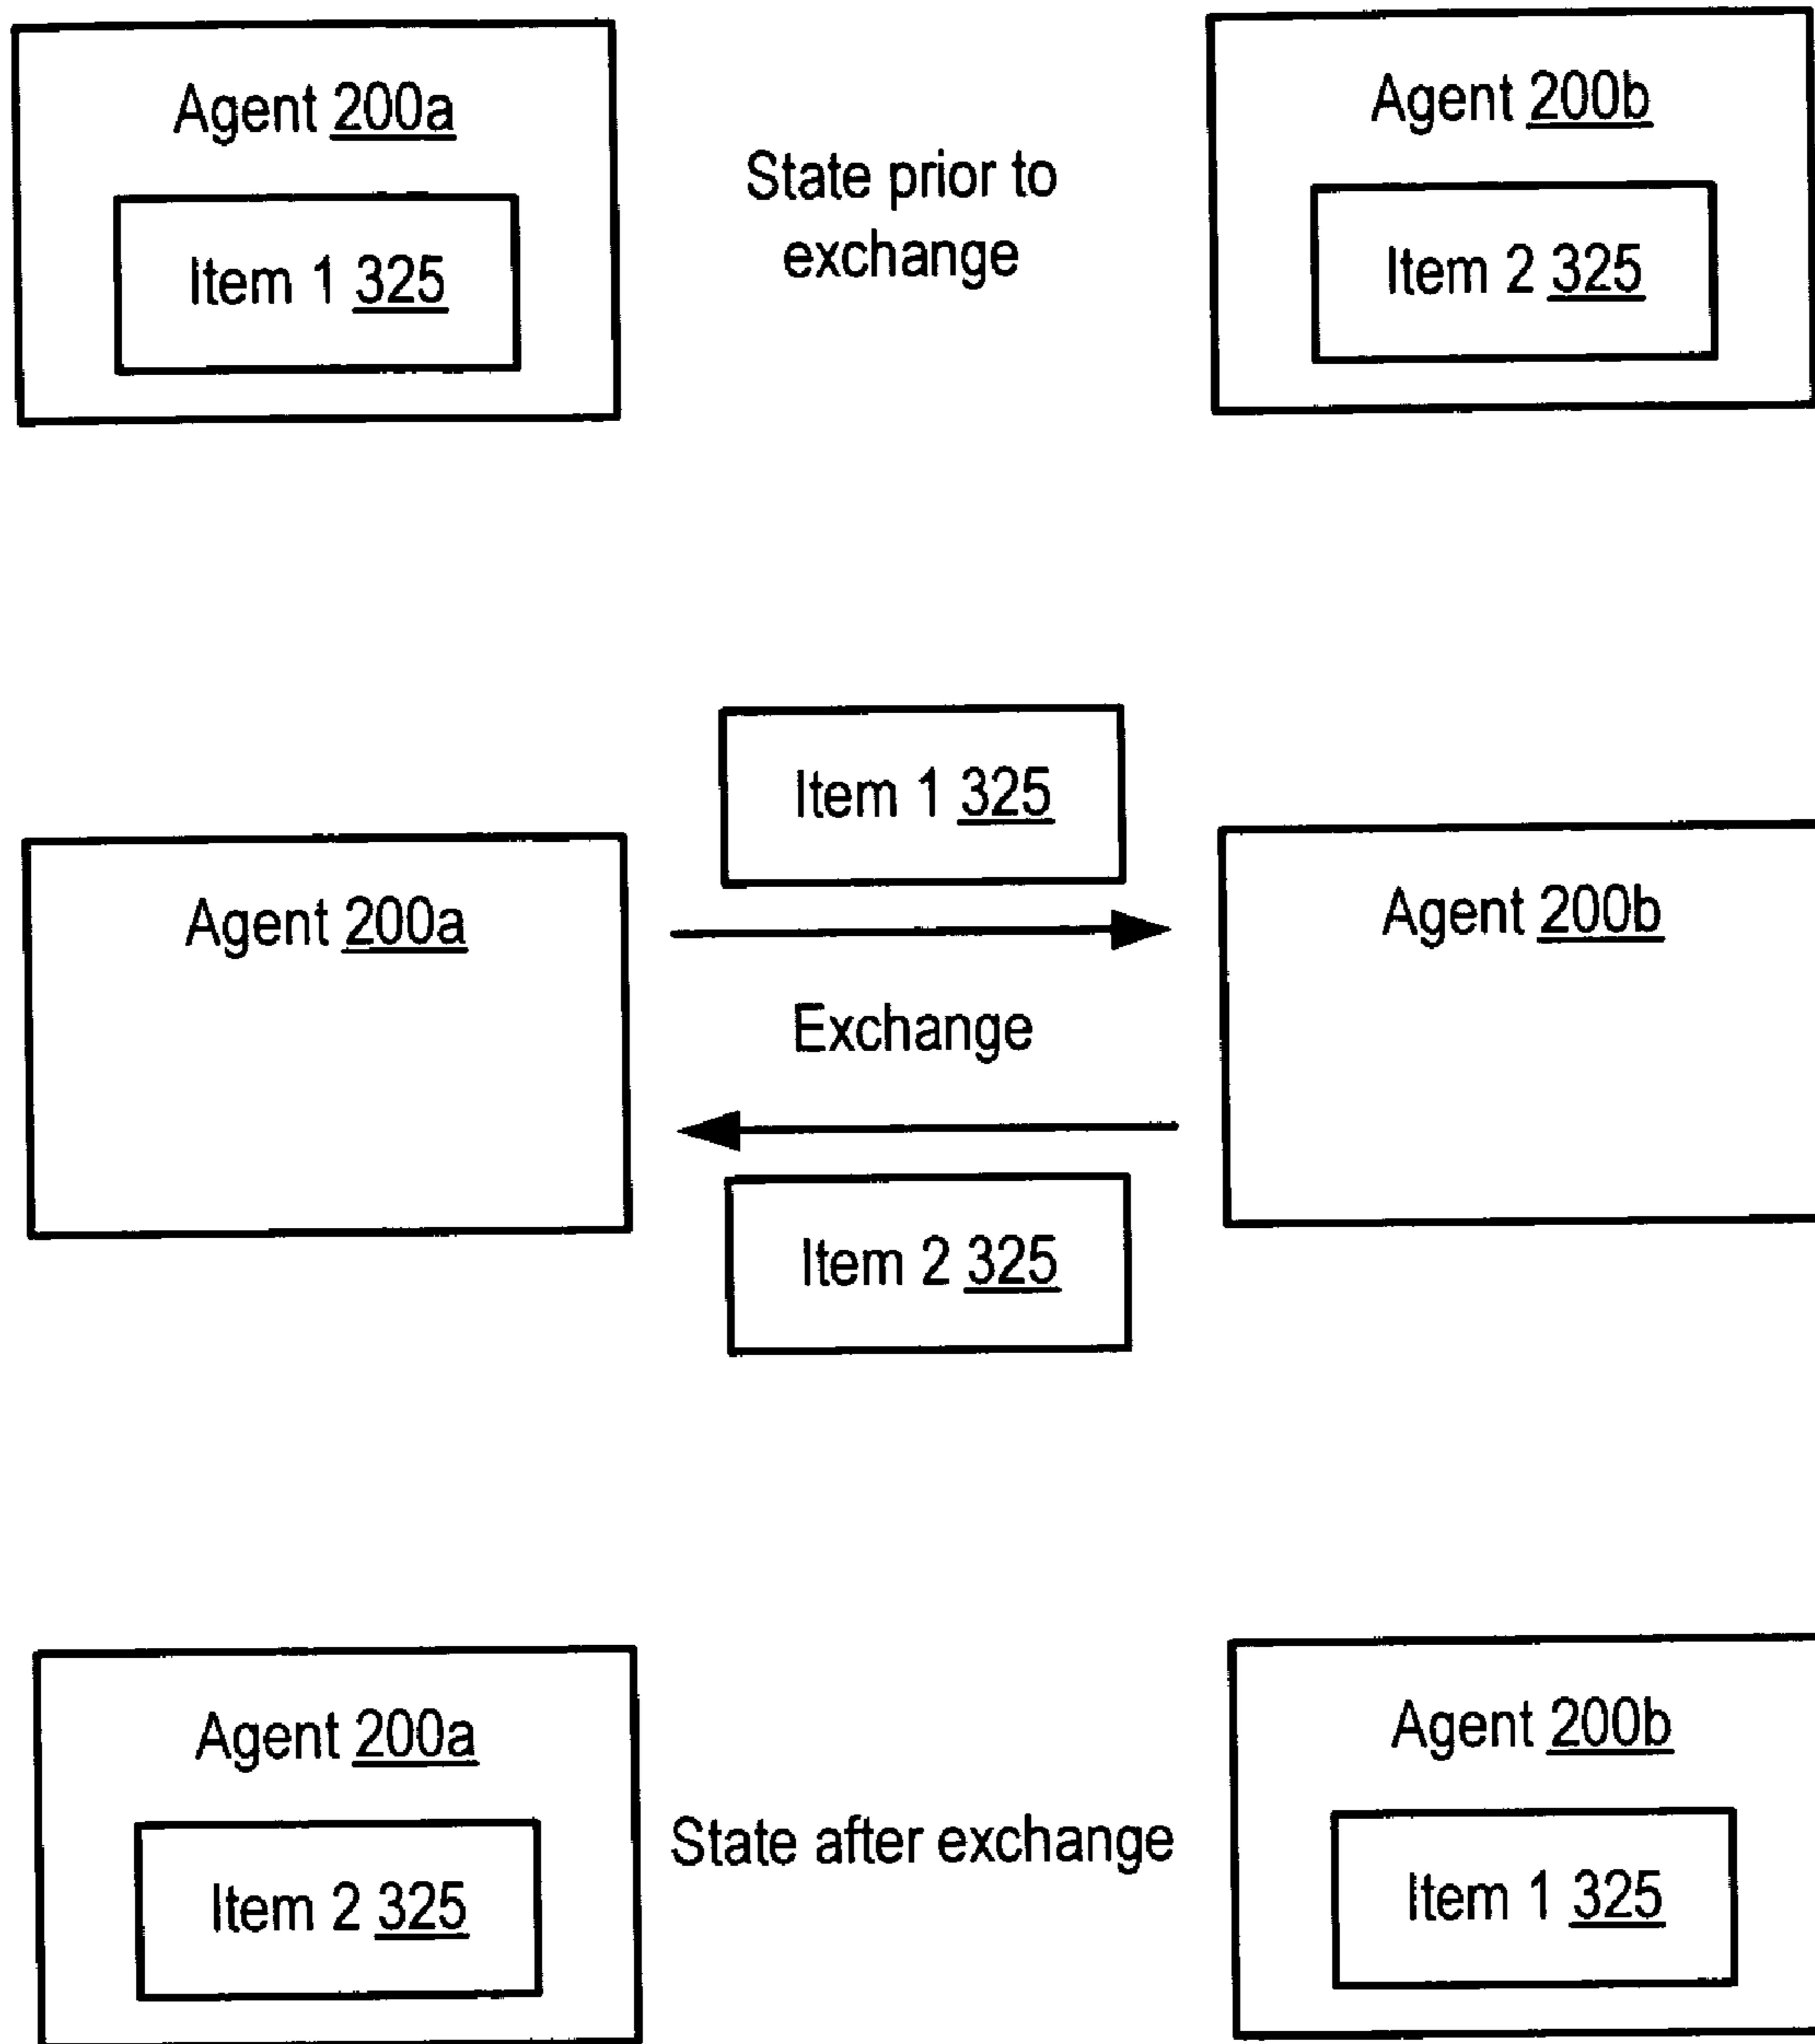 Agent 200a
Item 1 325
State prior to
exchange
Agent 200b
Item 2 325
Item 1 325
Agent 200a
Exchange
Agent 200b
Item 2 325
Agent 200a
Item 2 325
State after exchange
Agent 200b
Item 1 325